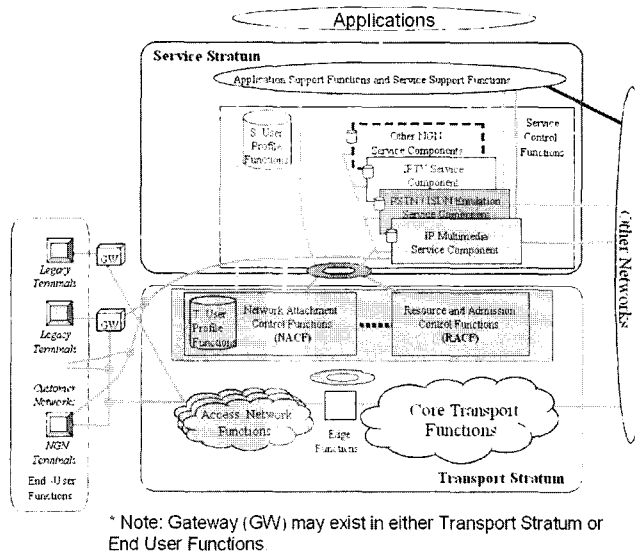 Applications
Service Stratum
Application Support Functions and Service Support Functions
S. User
Profile
Functions
Other NGN
Service Components
Service
Control
Functions
IPTV Service
Component
PSTN / ISDN Emulation
Service Component
IP Multimedia
Service Component
Other Networks
GW
Legacy
Terminals
GW
Legacy
Terminals
Customer
Networks
NGN
Terminals
End -User
Functions
T. User
Profile
Functions
Network Attachment
Control Functions
(NACF)
Resource and Admission
Control Functions
(RACF)
Access Network
Functions
Edge
Functions
Core Transport
Functions
Transport Stratum
* Note: Gateway (GW) may exist in either Transport Stratum or
End User Functions